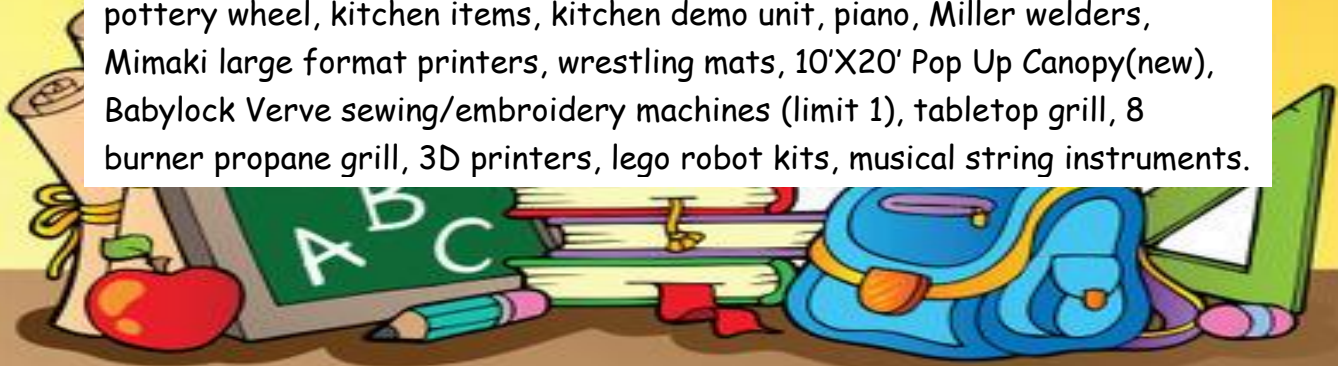 pottery wheel, kitchen items, kitchen demo unit, piano, Miller welders,
Mimaki large format printers, wrestling mats, 10'X20' Pop Up Canopy(new),
Babylock Verve sewing/embroidery machines (limit 1), tabletop grill, 8
burner propane grill, 3D printers, lego robot kits, musical string instruments.
A B C